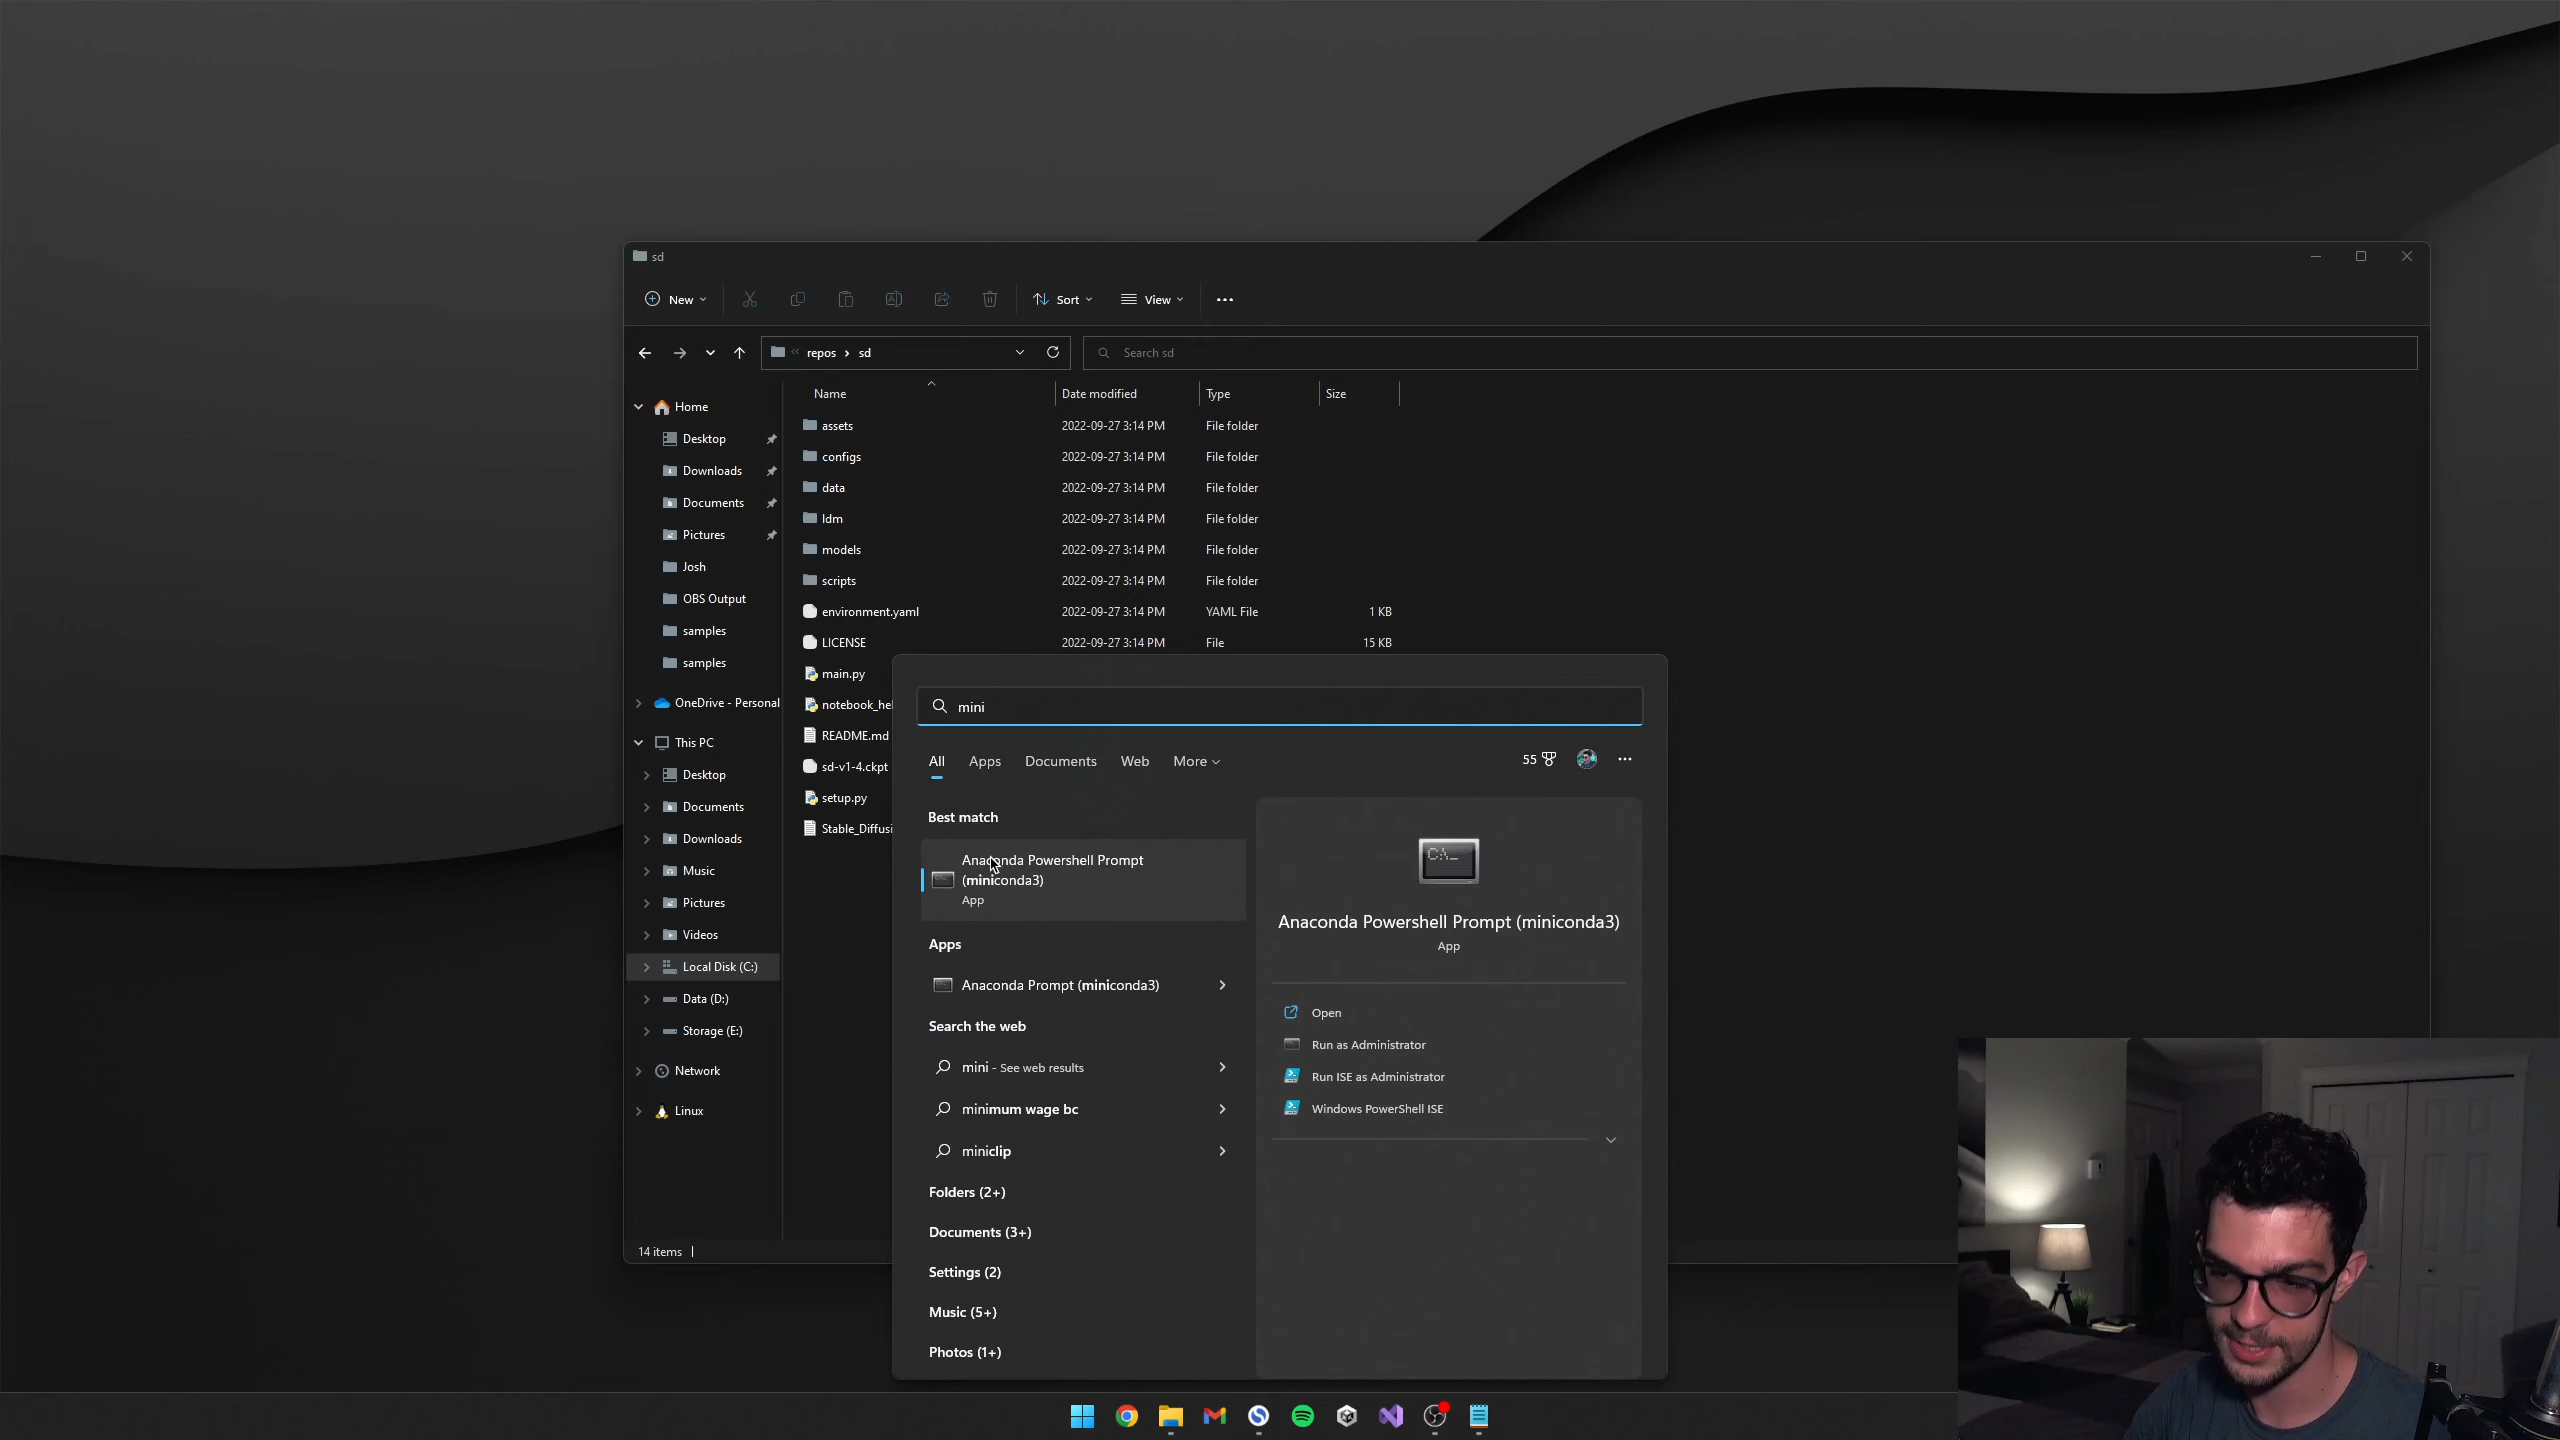 sd
New
Sort
View
repos
sd
Search sd
Name
Date modified
Type
Size
Home
Desktop
Downloads
Documents
Pictures
Josh
OBS Output
samples
samples
OneDrive - Personal
This PC
Desktop
Documents
Downloads
Music
Pictures
Videos
Local Disk (C:)
Data (D:)
Storage (E:)
Network
Linux
assets 2022-09-27 3:14 PM File folder
configs 2022-09-27 3:14 PM File folder
data 2022-09-27 3:14 PM File folder
ldm 2022-09-27 3:14 PM File folder
models 2022-09-27 3:14 PM File folder
scripts 2022-09-27 3:14 PM File folder
environment.yaml 2022-09-27 3:14 PM YAML File 1 KB
LICENSE 2022-09-27 3:14 PM File 15 KB
main.py
notebook_hel
README.md
sd-v1-4.ckpt
setup.py
Stable_Diffusi
14 items
mini
All
Apps
Documents
Web
More
55
Best match
Anaconda Powershell Prompt
(miniconda3)
App
Apps
Anaconda Prompt (miniconda3)
Search the web
mini - See web results
minimum wage bc
miniclip
Folders (2+)
Documents (3+)
Settings (2)
Music (5+)
Photos (1+)
C:\_
Anaconda Powershell Prompt (miniconda3)
App
Open
Run as Administrator
Run ISE as Administrator
Windows PowerShell ISE